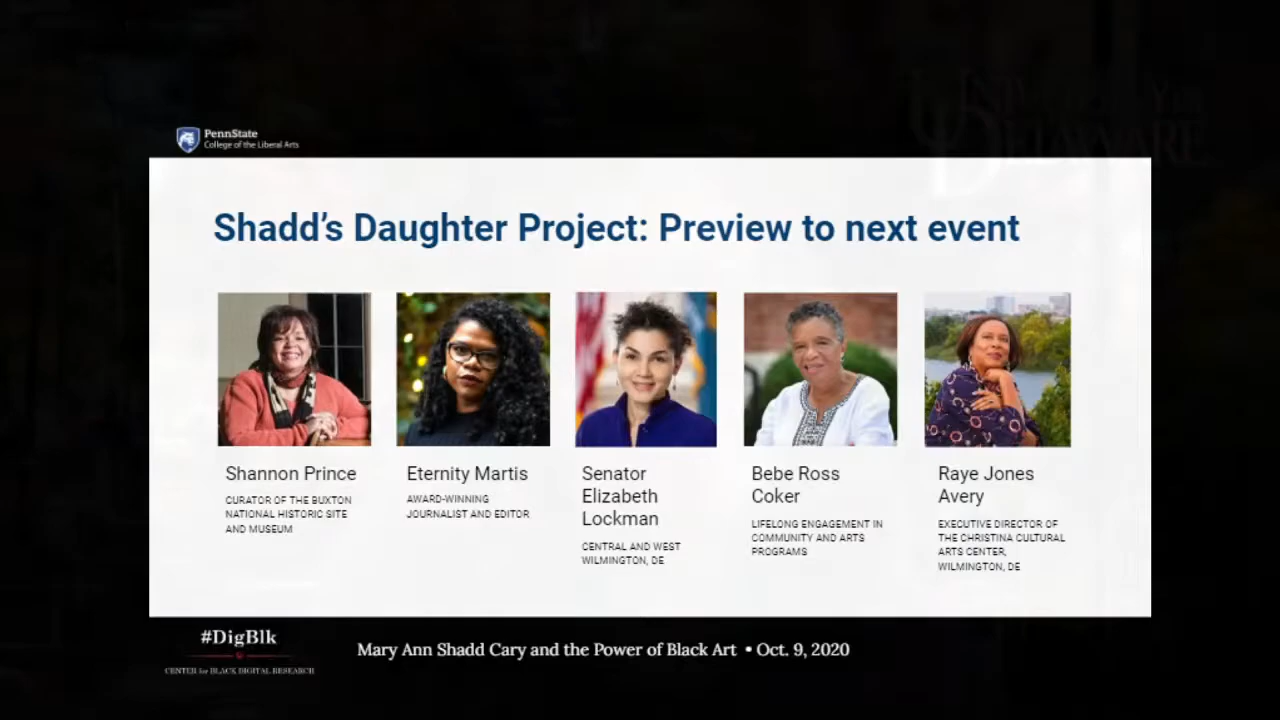 PennState
College of the Liberal Arts
Shadd's Daughter Project: Preview to next event
Shannon Prince
CURATOR OF THE BUXTON
NATIONAL HISTORIC SITE
AND MUSEUM
Eternity Martis
AWARD-WINNING
JOURNALIST AND EDITOR
Senator
Elizabeth
Lockman
CENTRAL AND WEST
WILMINGTON, DE
Bebe Ross
Coker
LIFELONG ENGAGEMENT IN
COMMUNITY AND ARTS
PROGRAMS
Raye Jones
Avery
EXECUTIVE DIRECTOR OF
THE CHRISTINA CULTURAL
ARTS CENTER,
WILMINGTON, DE
#DigBlk
CENTER for BLACK DIGITAL RESEARCH
Mary Ann Shadd Cary and the Power of Black Art • Oct. 9, 2020